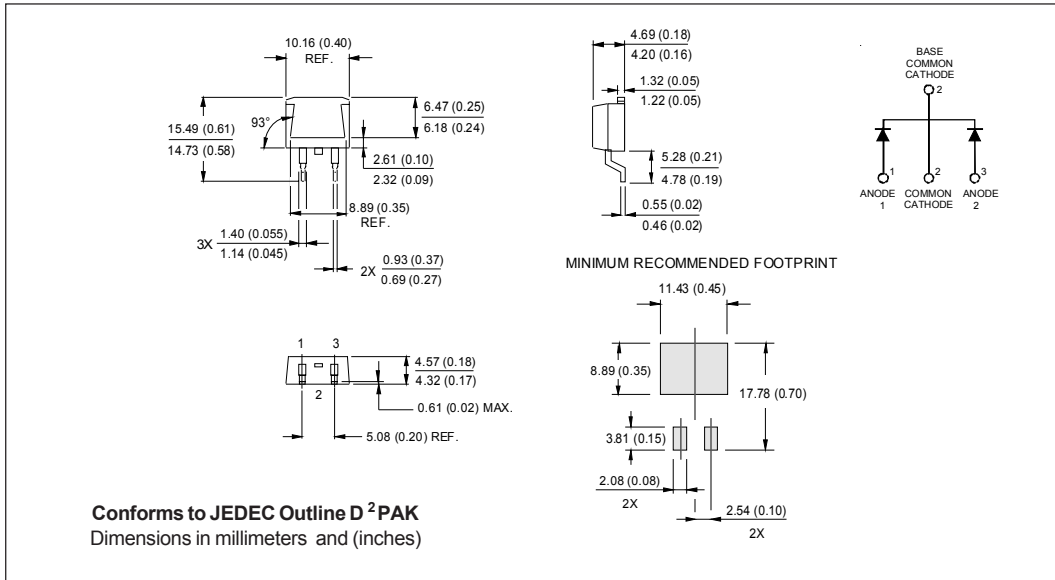 10.16 (0.40)
REF.
93°
15.49 (0.61)
14.73 (0.58)
6.47 (0.25)
6.18 (0.24)
2.61 (0.10)
2.32 (0.09)
8.89 (0.35)
REF.
3X
1.40 (0.055)
1.14 (0.045)
2X
0.93 (0.37)
0.69 (0.27)
4.69 (0.18)
4.20 (0.16)
1.32 (0.05)
1.22 (0.05)
5.28 (0.21)
4.78 (0.19)
0.55 (0.02)
0.46 (0.02)
BASE
COMMON
CATHODE
2
1
2
3
ANODE
1
COMMON
CATHODE
ANODE
2
1 3
2
4.57 (0.18)
4.32 (0.17)
0.61 (0.02) MAX.
5.08 (0.20) REF.
MINIMUM RECOMMENDED FOOTPRINT
11.43 (0.45)
8.89 (0.35)
17.78 (0.70)
3.81 (0.15)
2.08 (0.08)
2X
2.54 (0.10)
2X
Conforms to JEDEC Outline D 2 PAK
Dimensions in millimeters and (inches)